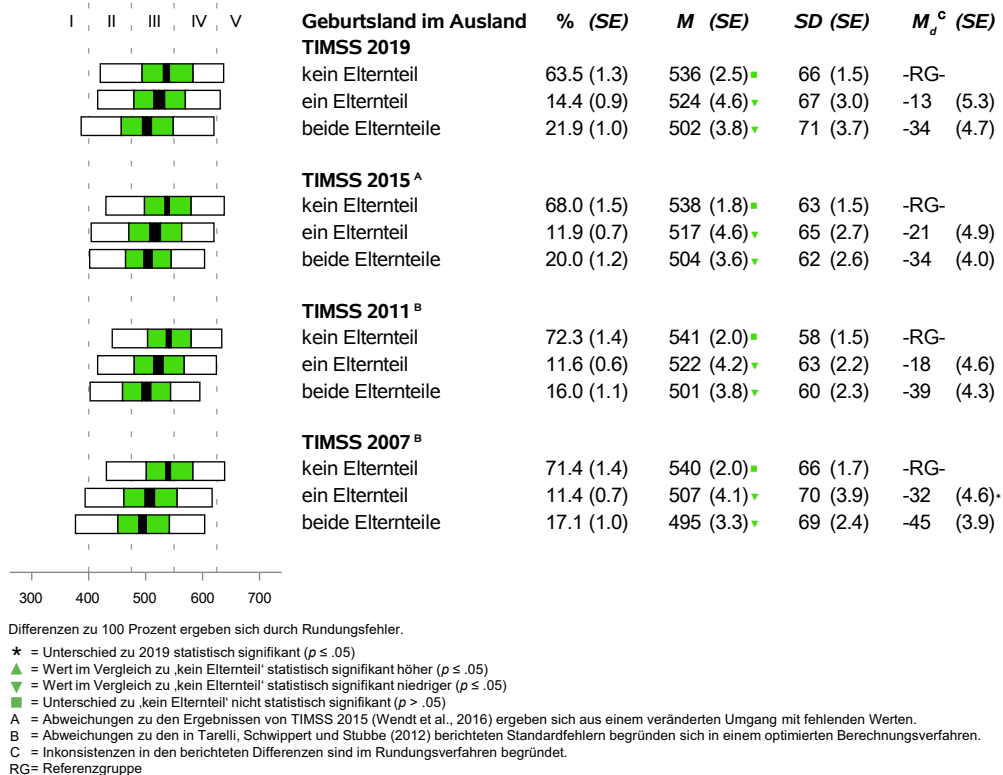 I II III IV V Geburtsland im Ausland % (SE) M (SE) SD (SE) M_d^c (SE)
TIMSS 2019
kein Elternteil 63.5 (1.3) 536 (2.5) ■ 66 (1.5) -RG-
ein Elternteil 14.4 (0.9) 524 (4.6) ▼ 67 (3.0) -13 (5.3)
beide Elternteile 21.9 (1.0) 502 (3.8) ▼ 71 (3.7) -34 (4.7)
TIMSS 2015 A
kein Elternteil 68.0 (1.5) 538 (1.8) ■ 63 (1.5) -RG-
ein Elternteil 11.9 (0.7) 517 (4.6) ▼ 65 (2.7) -21 (4.9)
beide Elternteile 20.0 (1.2) 504 (3.6) ▼ 62 (2.6) -34 (4.0)
TIMSS 2011 B
kein Elternteil 72.3 (1.4) 541 (2.0) ■ 58 (1.5) -RG-
ein Elternteil 11.6 (0.6) 522 (4.2) ▼ 63 (2.2) -18 (4.6)
beide Elternteile 16.0 (1.1) 501 (3.8) ▼ 60 (2.3) -39 (4.3)
TIMSS 2007 B
kein Elternteil 71.4 (1.4) 540 (2.0) ■ 66 (1.7) -RG-
ein Elternteil 11.4 (0.7) 507 (4.1) ▼ 70 (3.9) -32 (4.6) *
beide Elternteile 17.1 (1.0) 495 (3.3) ▼ 69 (2.4) -45 (3.9)
300 400 500 600 700
Differenzen zu 100 Prozent ergeben sich durch Rundungsfehler.
* = Unterschied zu 2019 statistisch signifikant (p ≤ .05)
▲ = Wert im Vergleich zu ‚kein Elternteil‘ statistisch signifikant höher (p ≤ .05)
▼ = Wert im Vergleich zu ‚kein Elternteil‘ statistisch signifikant niedriger (p ≤ .05)
■ = Unterschied zu ‚kein Elternteil‘ nicht statistisch signifikant (p > .05)
A = Abweichungen zu den Ergebnissen von TIMSS 2015 (Wendt et al., 2016) ergeben sich aus einem veränderten Umgang mit fehlenden Werten.
B = Abweichungen zu den in Tarelli, Schwippert und Stubbe (2012) berichteten Standardfehlern begründen sich in einem optimierten Berechnungsverfahren.
C = Inkonsistenzen in den berichteten Differenzen sind im Rundungsverfahren begründet.
RG= Referenzgruppe